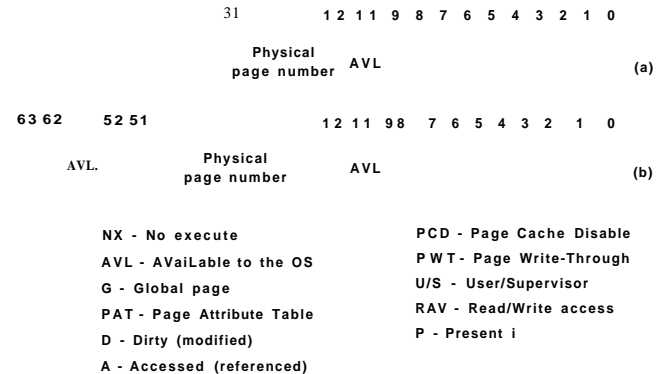 31 12 11 9 8 7 6 5 4 3 2 1 0
Physical
page number AVL (a)
63 62 52 51 12 11 98 7 6 5 4 3 2 1 0
AVL. Physical
page number AVL (b)
NX - No execute
AVL - AVaiLable to the OS
G - Global page
PAT - Page Attribute Table
D - Dirty (modified)
A - Accessed (referenced)
PCD - Page Cache Disable
PWT - Page Write-Through
U/S - User/Supervisor
RAV - Read/Write access
P - Present i